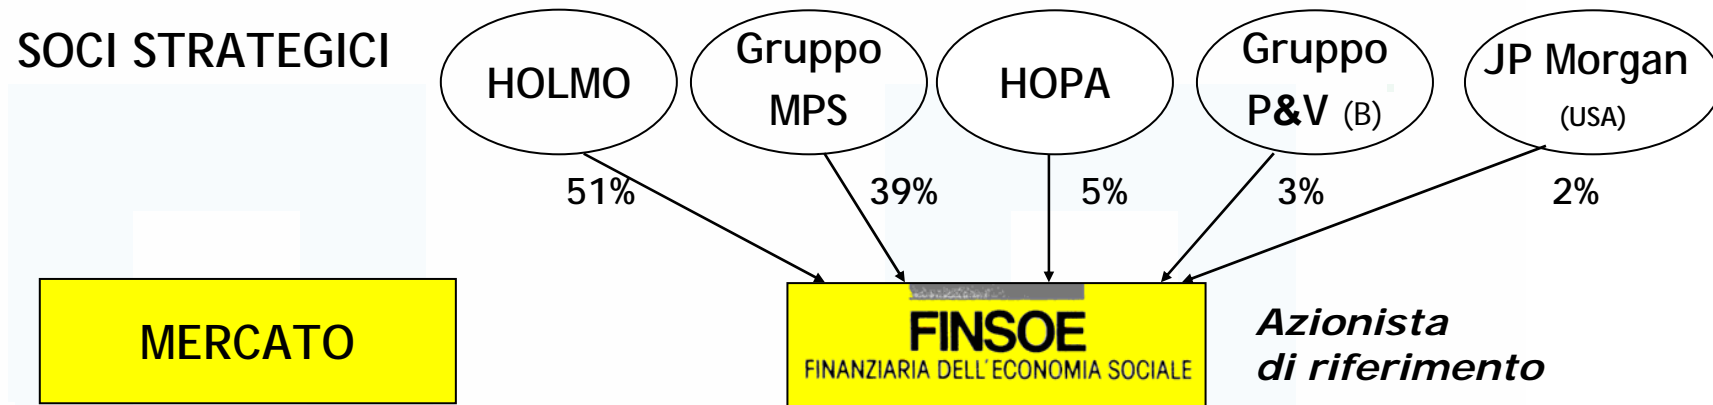 SOCI STRATEGICI
HOLMO
Gruppo
MPS
HOPA
Gruppo
P&V (B)
JP Morgan
(USA)
51%
39%
5%
3%
2%
MERCATO
FINSOE
FINANZIARIA DELL'ECONOMIA SOCIALE
Azionista
di riferimento